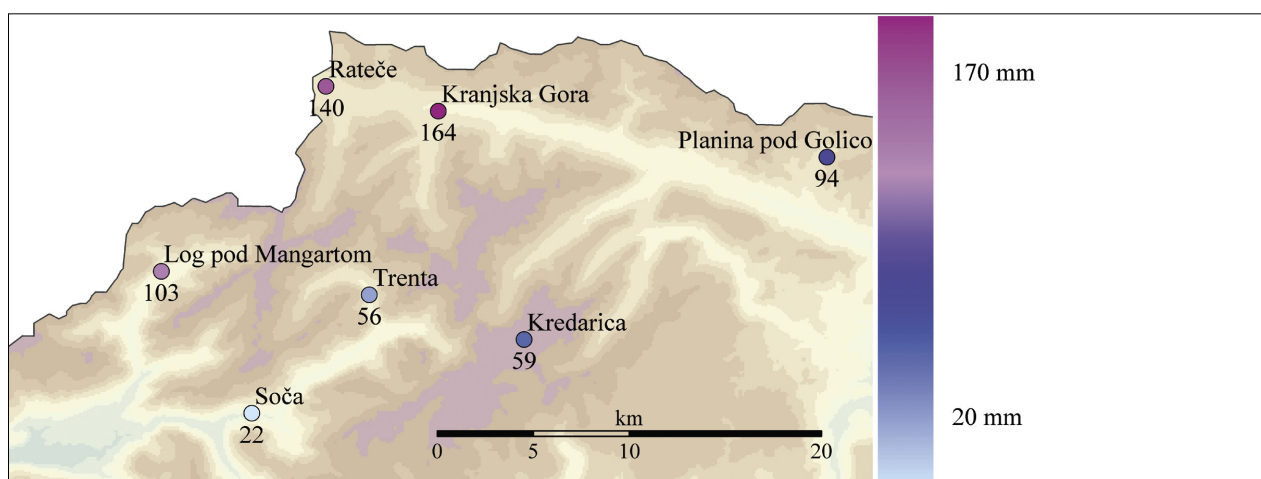 Rateče
140
Kranjska Gora
164
170 mm
Planina pod Golico
94
Log pod Mangartom
103
Trenta
56
Kredarica
59
Soča
22
km
0 5 10 20
20 mm